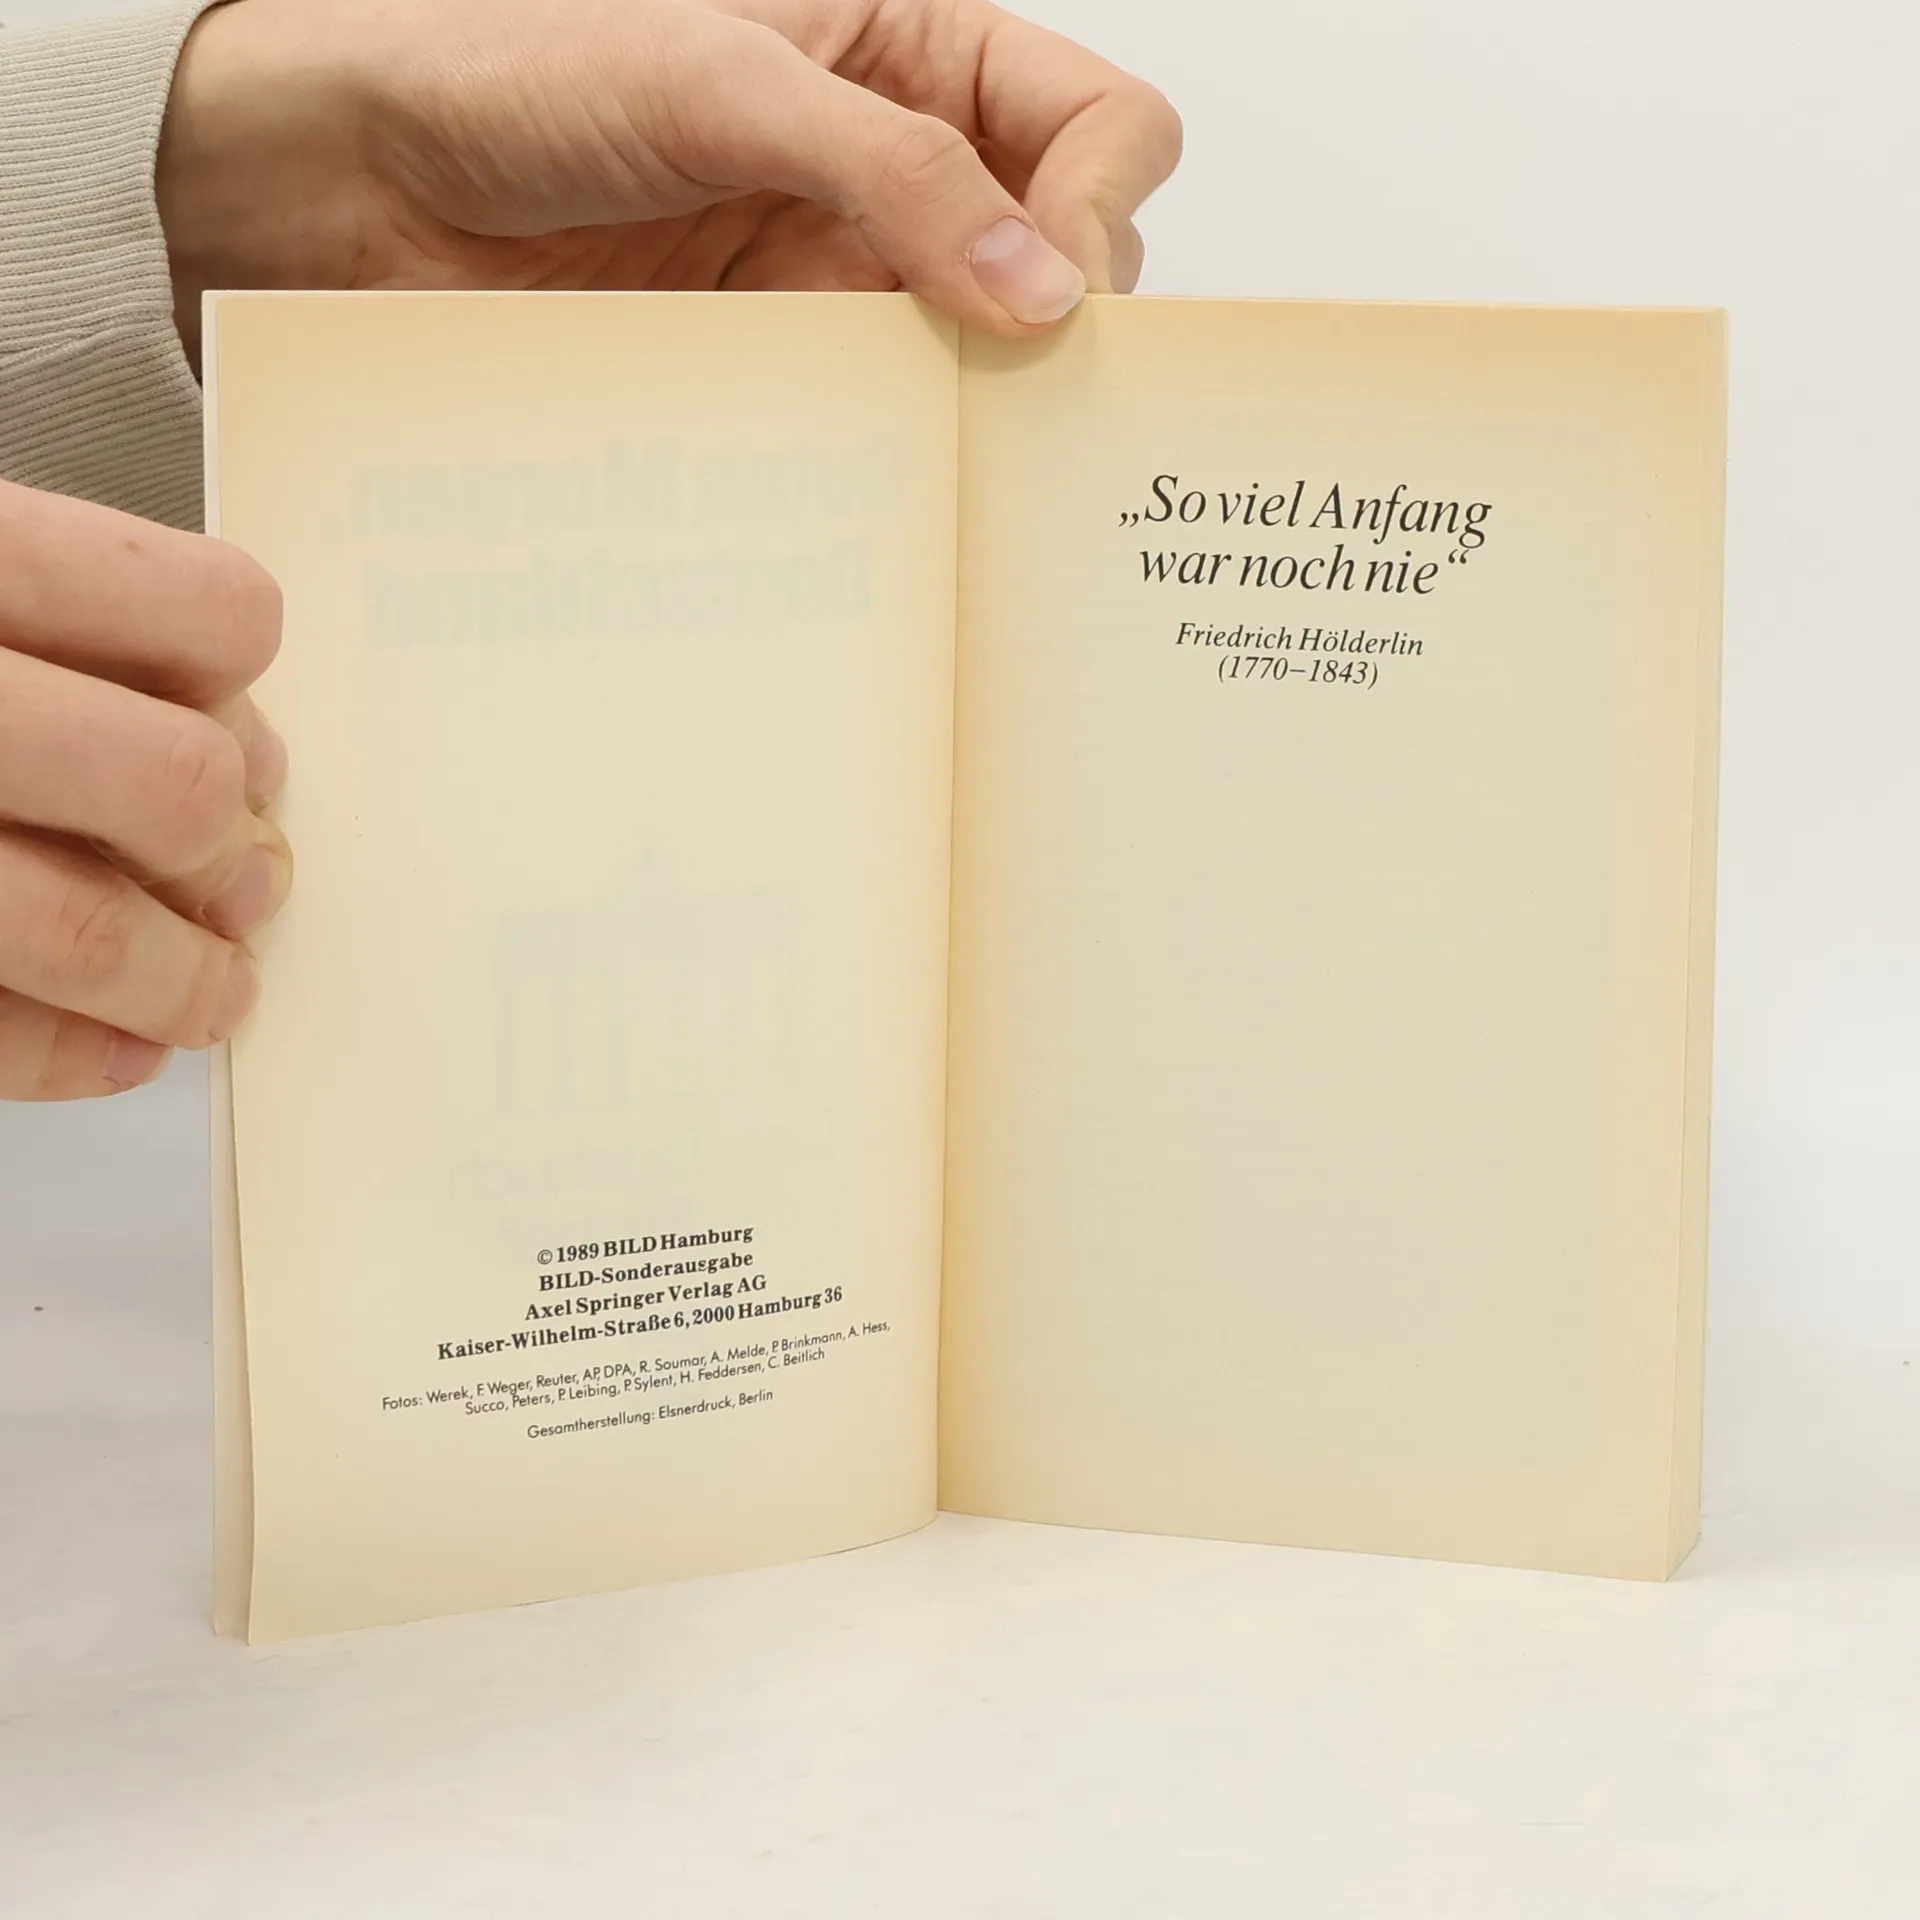 © 1989 BILD Hamburg
BILD-Sonderausgabe
Axel Springer Verlag AG
Kaiser-Wilhelm-Straße 6, 2000 Hamburg 36
Fotos: Werek, F. Weger, Reuter, AP, DPA, R. Soumar, A. Melde, P. Brinkmann, A. Hess,
Succo, Peters, P. Leibing, P. Sylent, H. Feddersen, C. Beitlich
Gesamtherstellung: Elsnerdruck, Berlin
„So viel Anfang
war noch nie“
Friedrich Hölderlin
(1770–1843)